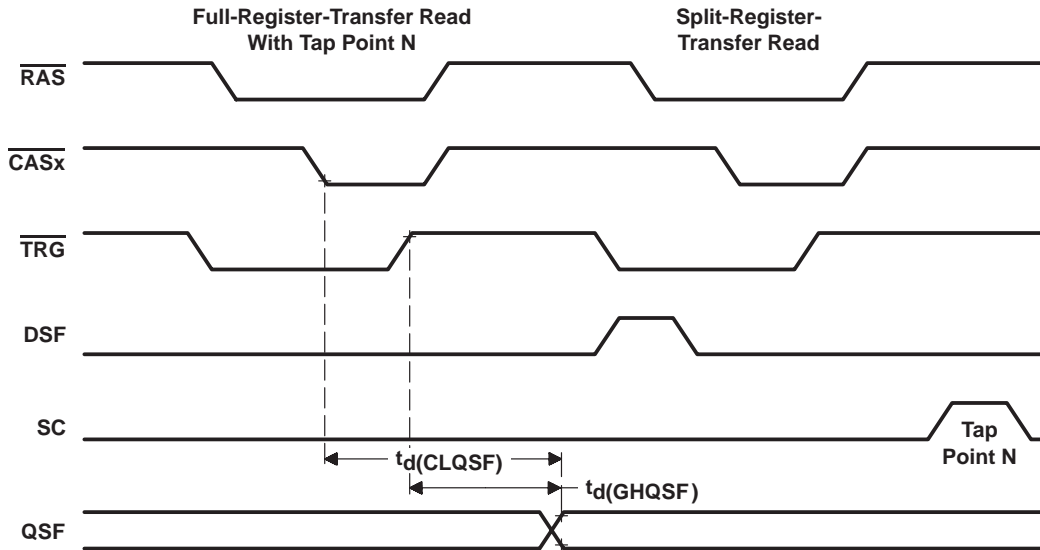 Full-Register-Transfer Read
With Tap Point N
Split-Register-
Transfer Read
RAS
CASx
TRG
DSF
SC
Tap
Point N
td(CLQSF)
td(GHQSF)
QSF